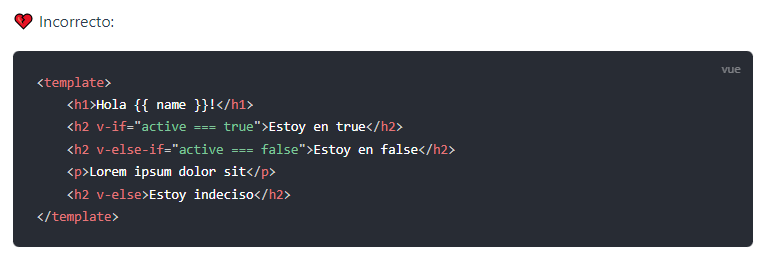 💔 Incorrecto:
vue
<template>
    <h1>Hola {{ name }}!</h1>
    <h2 v-if="active === true">Estoy en true</h2>
    <h2 v-else-if="active === false">Estoy en false</h2>
    <p>Lorem ipsum dolor sit</p>
    <h2 v-else>Estoy indeciso</h2>
</template>